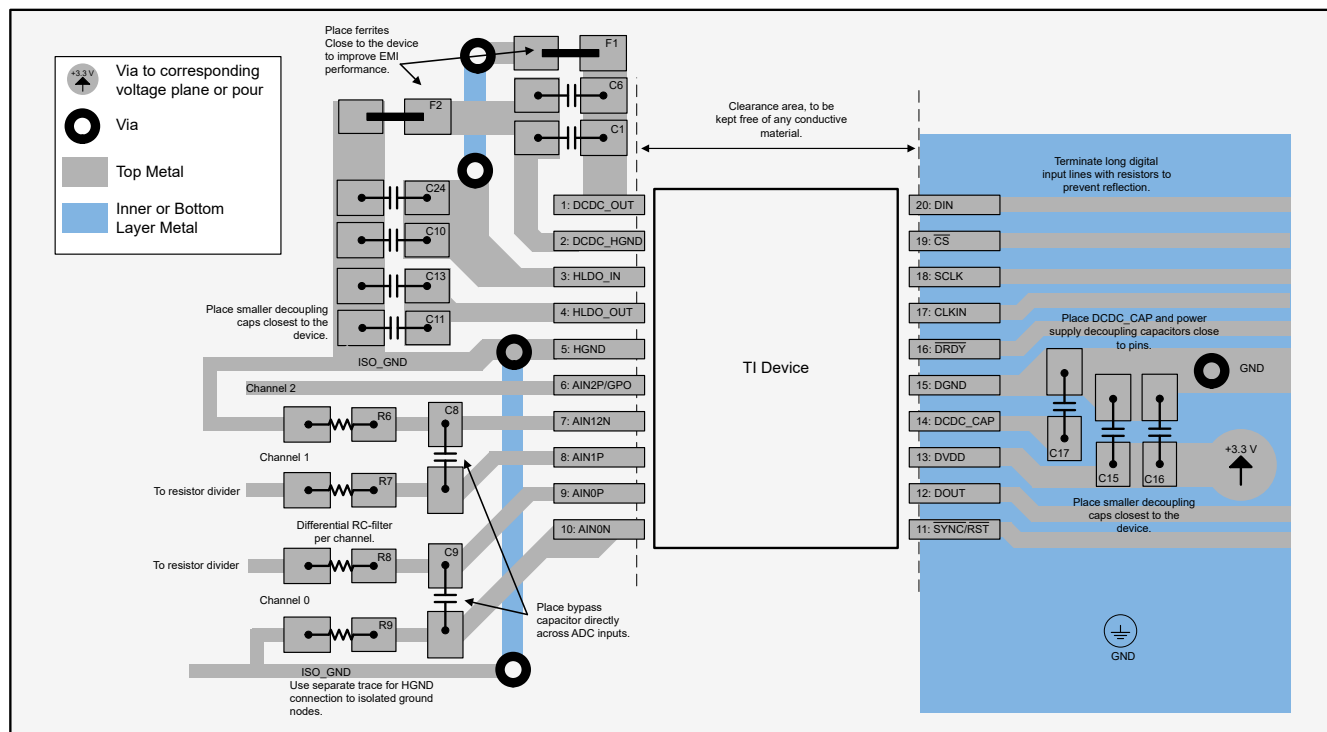 +3.3 V
Via to corresponding
voltage plane or pour
Via
Top Metal
Inner or Bottom
Layer Metal
Place ferrites
Close to the device
to improve EMI
performance.
F1
C6
F2
C1
Clearance area, to be
kept free of any conductive
material.
Terminate long digital
input lines with resistors to
prevent reflection.
C24
C10
C13
C11
Place smaller decoupling
caps closest to the
device.
ISO_GND
Channel 2
1: DCDC_OUT
2: DCDC_HGND
3: HLDO_IN
4: HLDO_OUT
5: HGND
6: AIN2P/GPO
7: AIN12N
8: AIN1P
9: AIN0P
10: AIN0N
TI Device
20: DIN
19: CS
18: SCLK
17: CLKIN
16: DRDY
15: DGND
14: DCDC_CAP
13: DVDD
12: DOUT
11: SYNC/RST
Place DCDC_CAP and power
supply decoupling capacitors close
to pins.
GND
C17
C15
C16
+3.3 V
Place smaller decoupling
caps closest to the
device.
GND
R6
C8
Channel 1
R7
To resistor divider
Differential RC-filter
per channel.
R8
C9
To resistor divider
Channel 0
R9
Place bypass
capacitor directly
across ADC inputs.
ISO_GND
Use separate trace for HGND
connection to isolated ground
nodes.